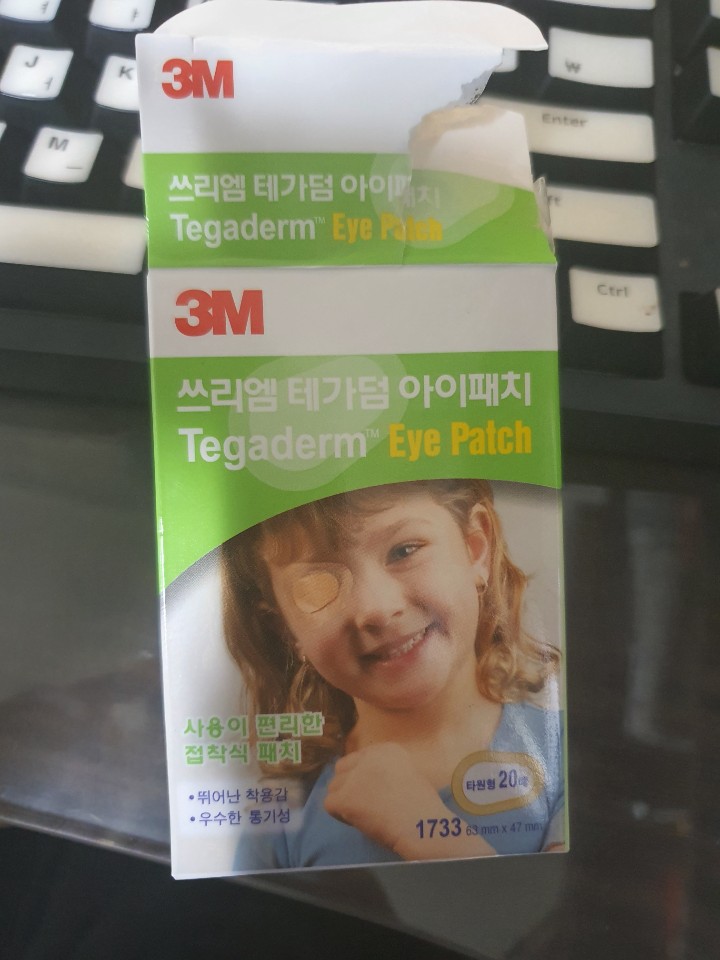 J
ㅓ
K
M
ㅡ
₩
Enter
Ctrl
3M
쓰리엠 테가덤 아이패치
Tegaderm™ Eye Patch
3M
쓰리엠 테가덤 아이패치
Tegaderm™ Eye Patch
사용이 편리한
접착식 패치
•뛰어난 착용감
•우수한 통기성
타원형 20매
1733 63 mm x 47 mm